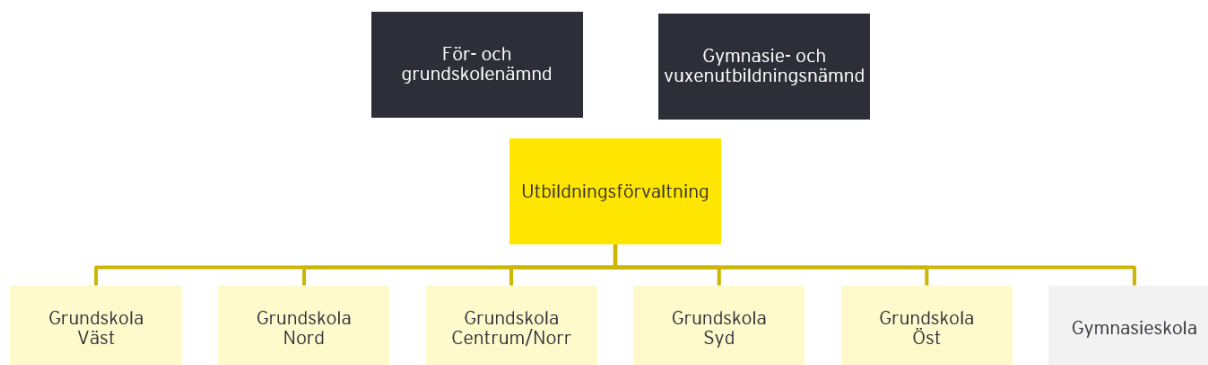 För- och
grundskolenämnd
Gymnasie- och
vuxenutbildningsnämnd
Utbildningsförvaltning
Grundskola
Väst
Grundskola
Nord
Grundskola
Centrum/Norr
Grundskola
Syd
Grundskola
Öst
Gymnasieskola